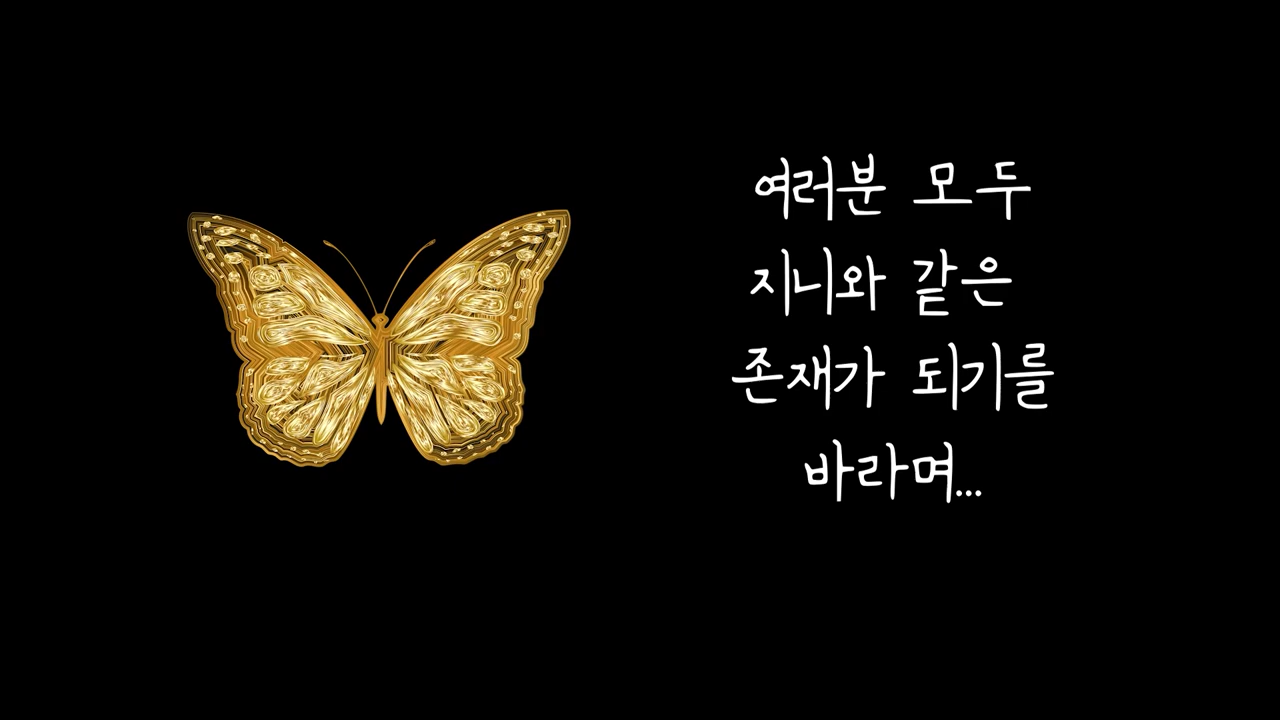 여러분 모두
지니와 같은
존재가 되기를
바라며...